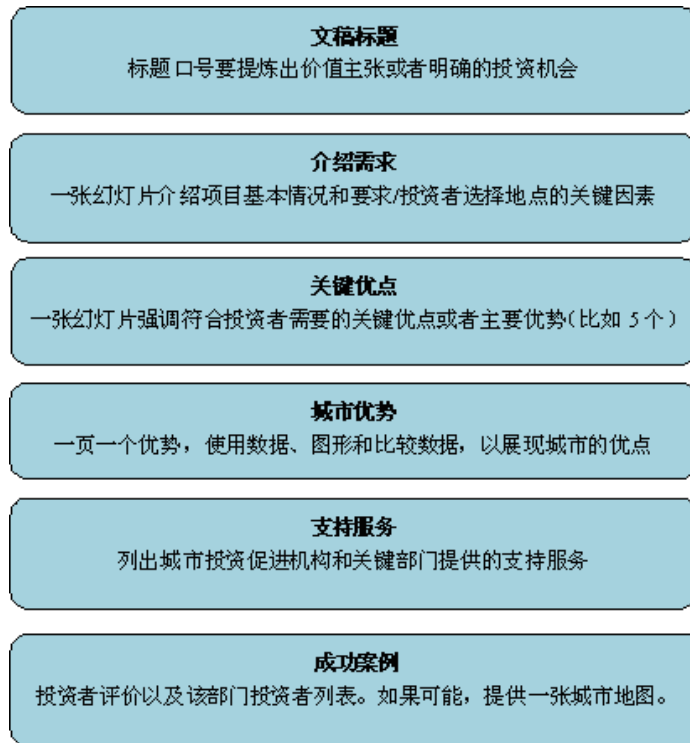 文稿标题
标题口号要提炼出价值主张或者明确的投资机会
介绍需求
一张幻灯片介绍项目基本情况和要求/投资者选择地点的关键因素
关键优点
一张幻灯片强调符合投资者需要的关键优点或者主要优势(比如 5 个)
城市优势
一页一个优势，使用数据、图形和比较数据，以展现城市的优点
支持服务
列出城市投资促进机构和关键部门提供的支持服务
成功案例
投资者评价以及该部门投资者列表。如果可能，提供一张城市地图。